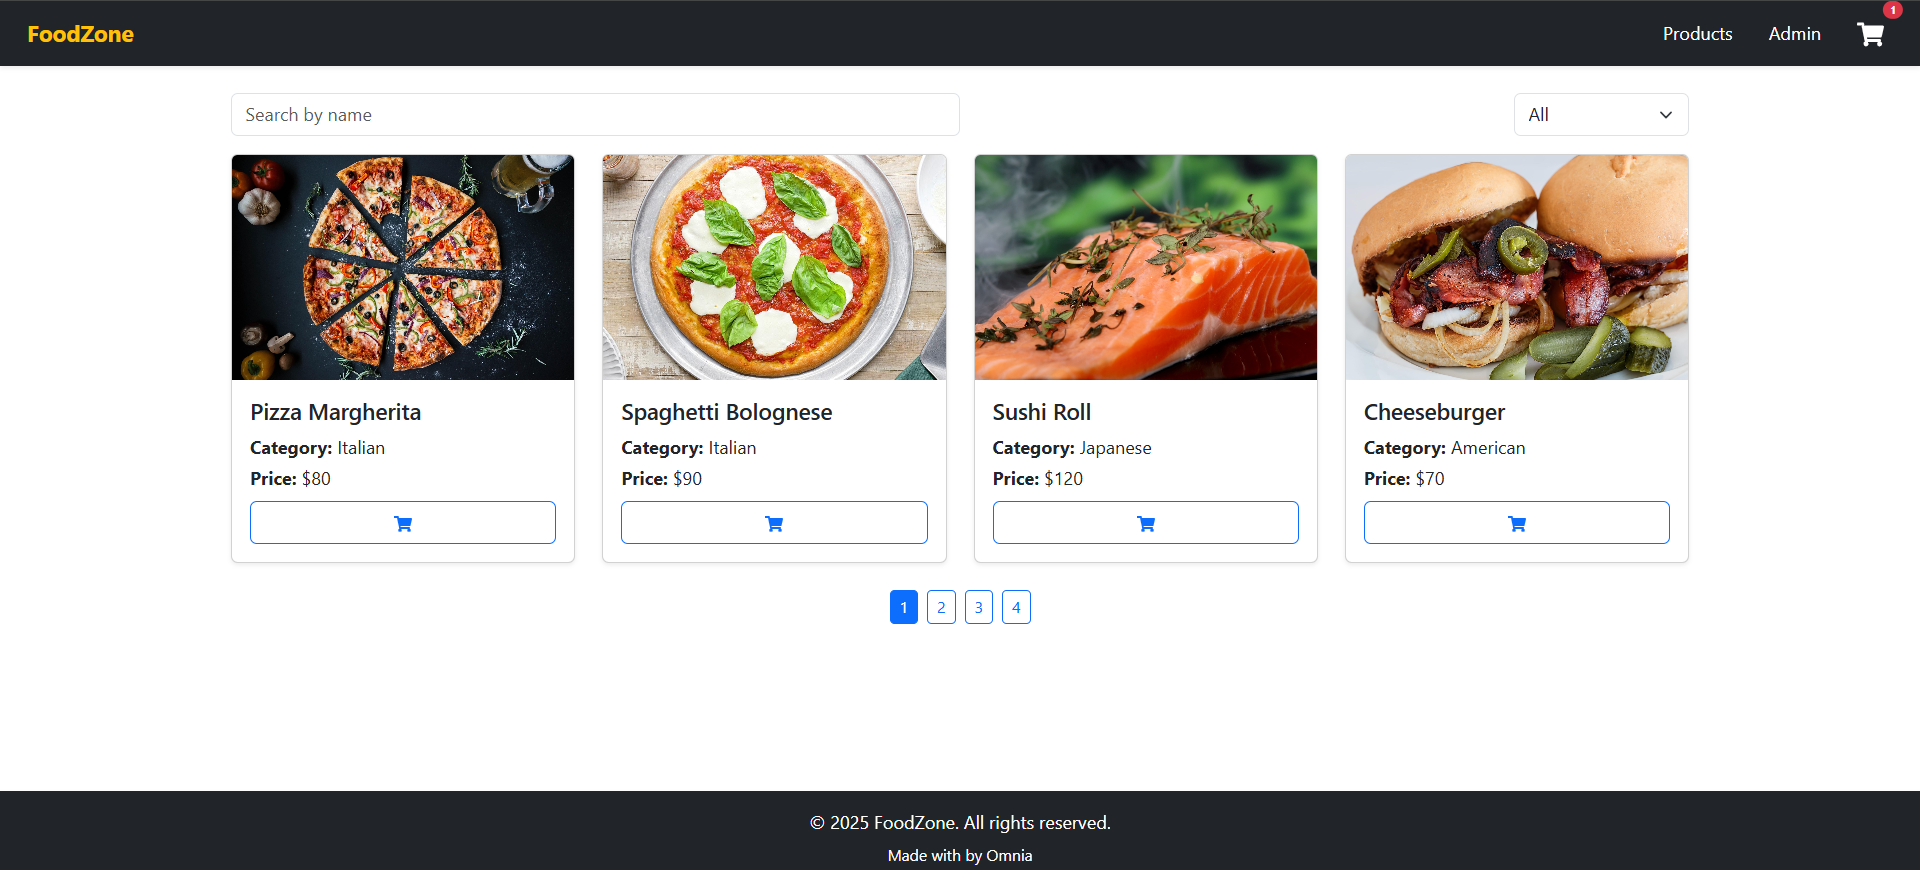 FoodZone
Products
Admin
1
Search by name
All
Pizza Margherita
Category: Italian
Price: $80
Spaghetti Bolognese
Category: Italian
Price: $90
Sushi Roll
Category: Japanese
Price: $120
Cheeseburger
Category: American
Price: $70
1 2 3 4
© 2025 FoodZone. All rights reserved.
Made with by Omnia